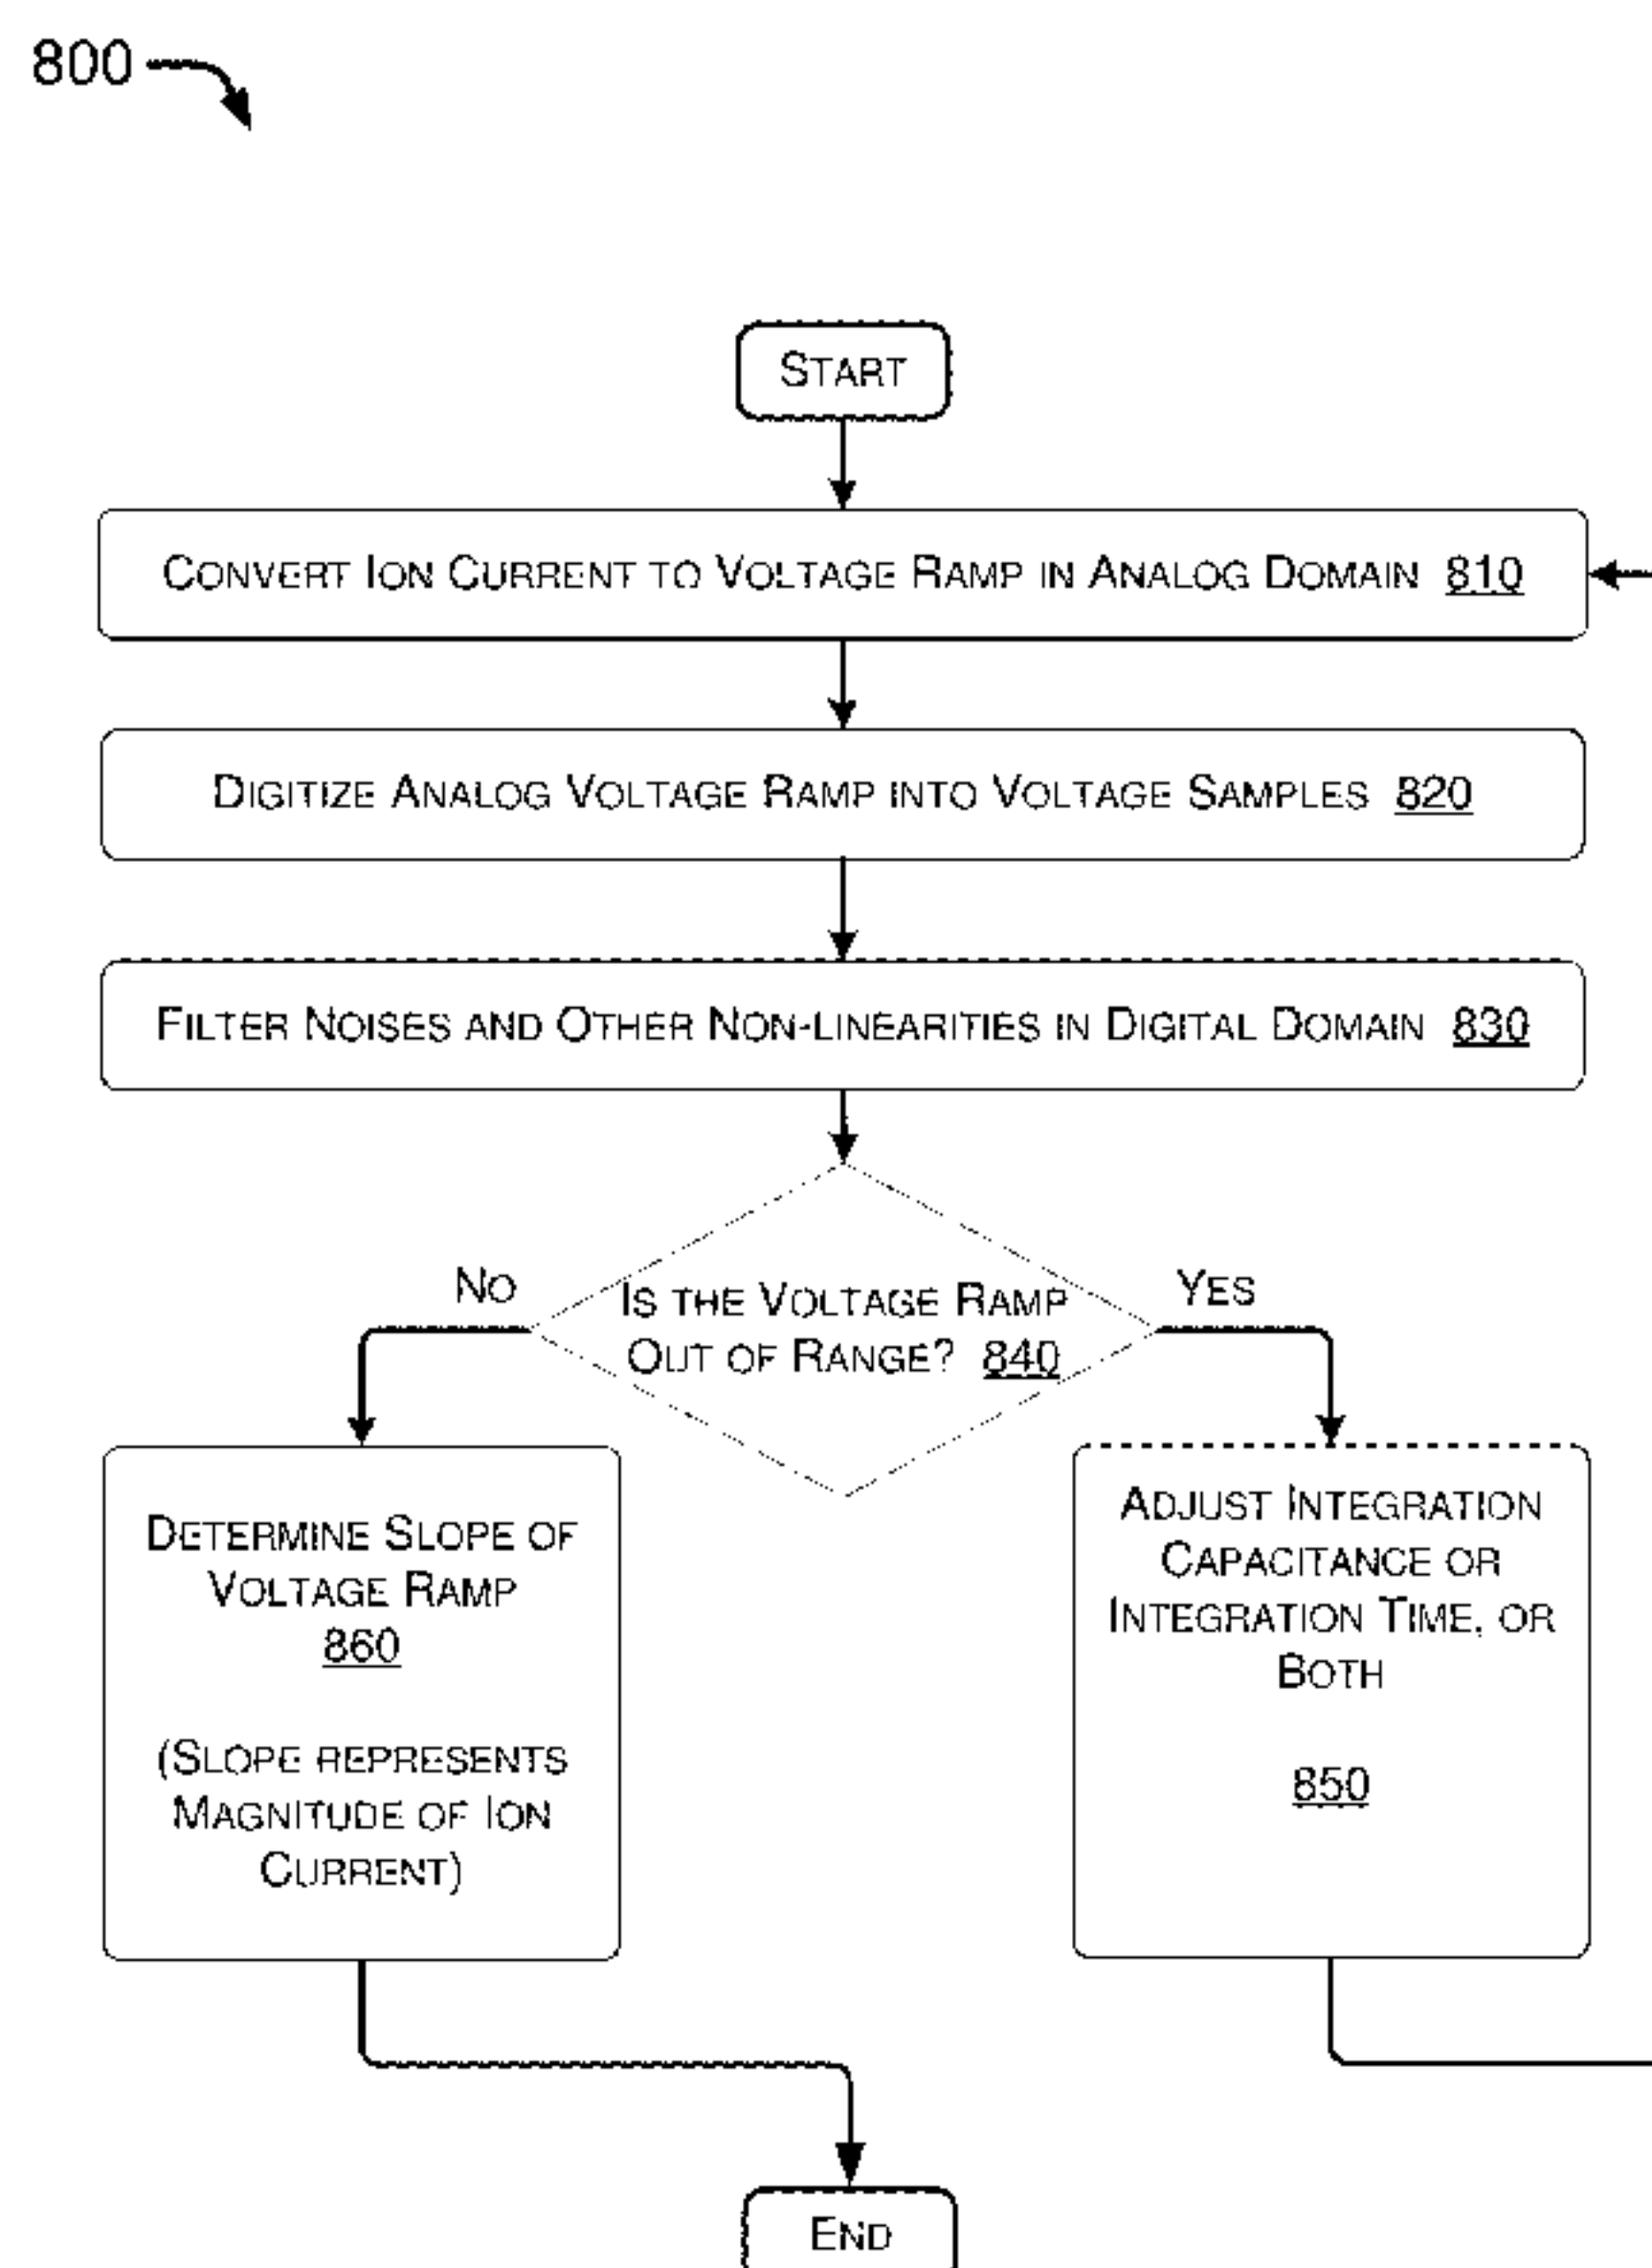 800
START
CONVERT ION CURRENT TO VOLTAGE RAMP IN ANALOG DOMAIN 810
DIGITIZE ANALOG VOLTAGE RAMP INTO VOLTAGE SAMPLES 820
FILTER NOISES AND OTHER NON-LINEARITIES IN DIGITAL DOMAIN 830
NO
YES
IS THE VOLTAGE RAMP
OUT OF RANGE? 840
DETERMINE SLOPE OF
VOLTAGE RAMP
860
(SLOPE REPRESENTS
MAGNITUDE OF ION
CURRENT)
ADJUST INTEGRATION
CAPACITANCE OR
INTEGRATION TIME, OR
BOTH
850
END